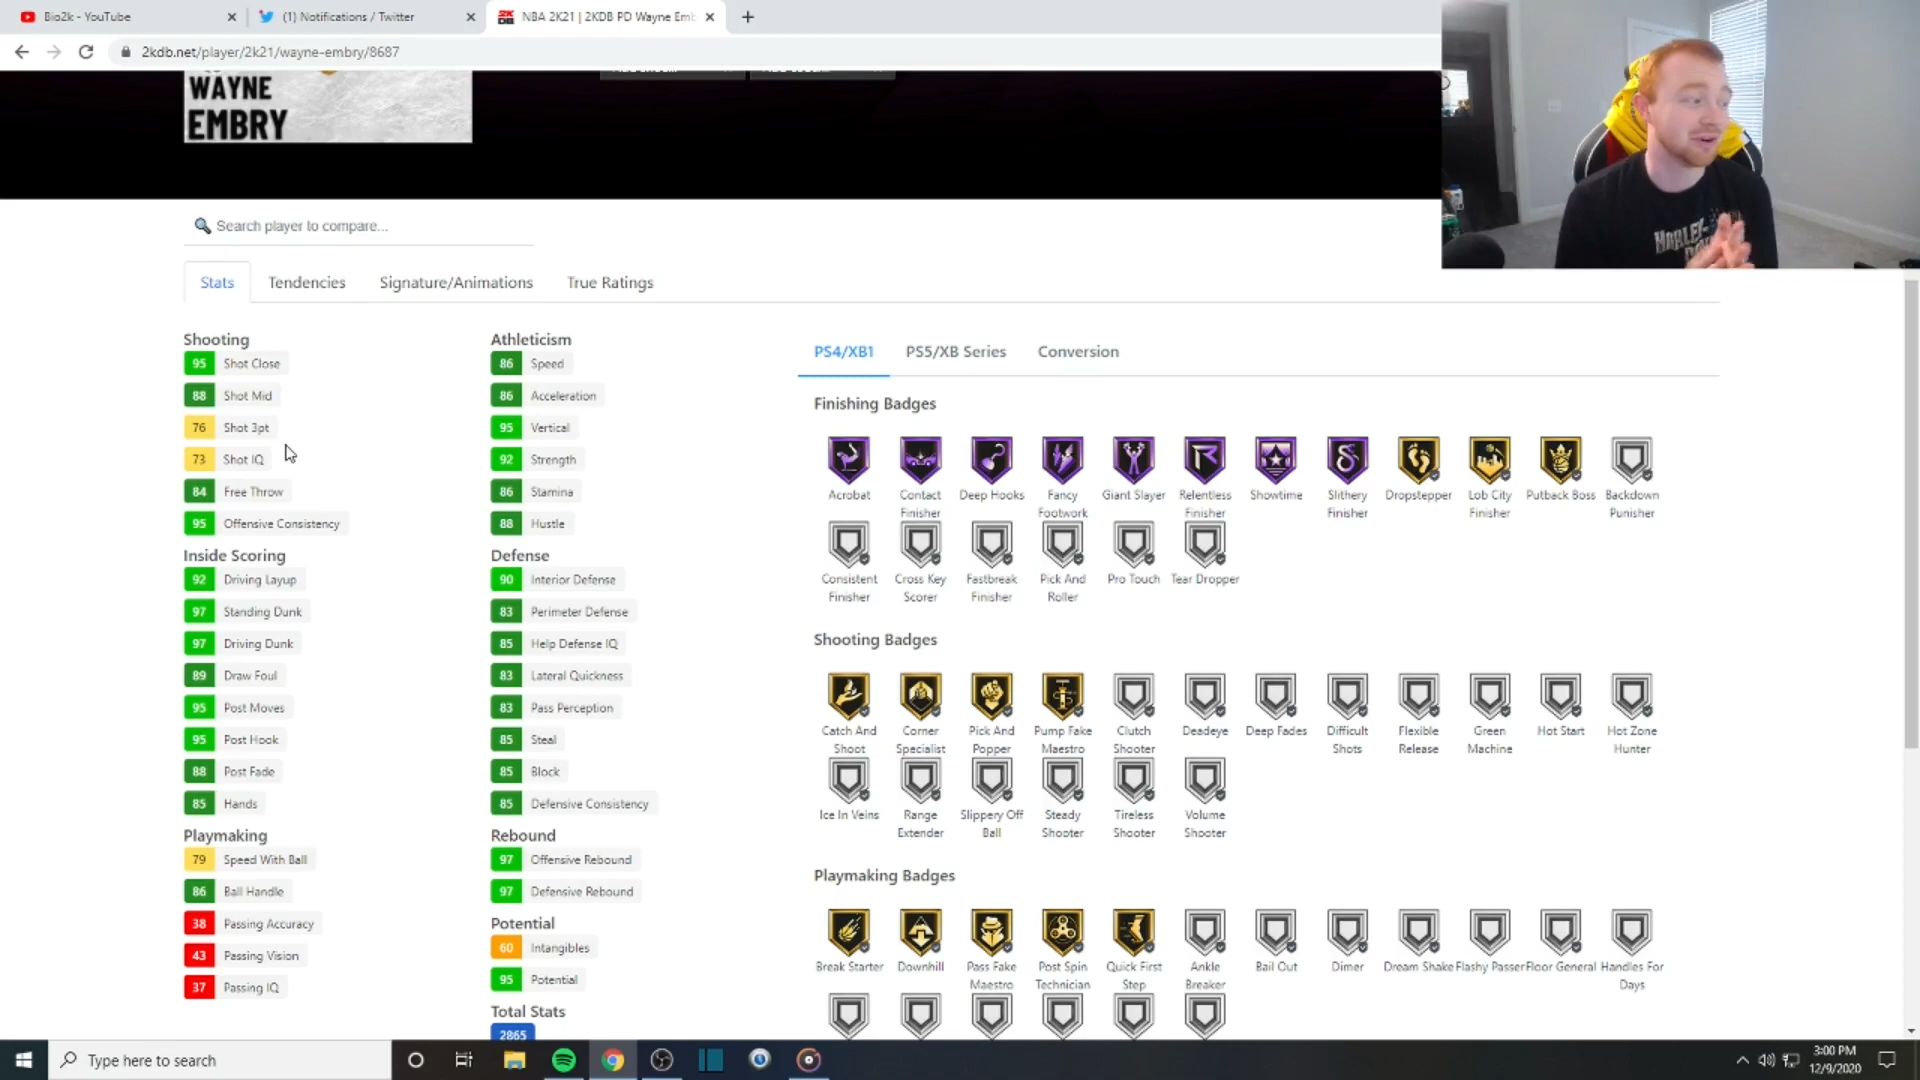 Bio2k - YouTube
(1) Notifications / Twitter
NBA 2K21 | 2KDB PD Wayne Emb
2kdb.net/player/2k21/wayne-embry/8687
WAYNE
EMBRY
HARLEY
Search player to compare...
Stats Tendencies Signature/Animations True Ratings
Shooting
95 Shot Close
88 Shot Mid
76 Shot 3pt
73 Shot IQ
84 Free Throw
95 Offensive Consistency
Inside Scoring
92 Driving Layup
97 Standing Dunk
97 Driving Dunk
89 Draw Foul
95 Post Moves
95 Post Hook
88 Post Fade
85 Hands
Playmaking
79 Speed With Ball
86 Ball Handle
38 Passing Accuracy
43 Passing Vision
37 Passing IQ
Athleticism
86 Speed
86 Acceleration
95 Vertical
92 Strength
86 Stamina
88 Hustle
Defense
90 Interior Defense
83 Perimeter Defense
85 Help Defense IQ
83 Lateral Quickness
83 Pass Perception
85 Steal
85 Block
85 Defensive Consistency
Rebound
97 Offensive Rebound
97 Defensive Rebound
Potential
60 Intangibles
95 Potential
Total Stats
2865
PS4/XB1 PS5/XB Series Conversion
Finishing Badges
Acrobat Contact Finisher Deep Hooks Fancy Footwork Giant Slayer Relentless Finisher Showtime Slithery Finisher Dropstepper Lob City Finisher Putback Boss Backdown Punisher
Consistent Finisher Cross Key Scorer Fastbreak Finisher Pick And Roller Pro Touch Tear Dropper
Shooting Badges
Catch And Shoot Corner Specialist Pick And Popper Pump Fake Maestro Clutch Shooter Deadeye Deep Fades Difficult Shots Flexible Release Green Machine Hot Start Hot Zone Hunter
Ice In Veins Range Extender Slippery Off Ball Steady Shooter Tireless Shooter Volume Shooter
Playmaking Badges
Break Starter Downhill Pass Fake Maestro Post Spin Technician Quick First Step Ankle Breaker Bail Out Dimer Dream Shake Flashy Passer Floor General Handles For Days
Type here to search
3:00 PM
12/9/2020